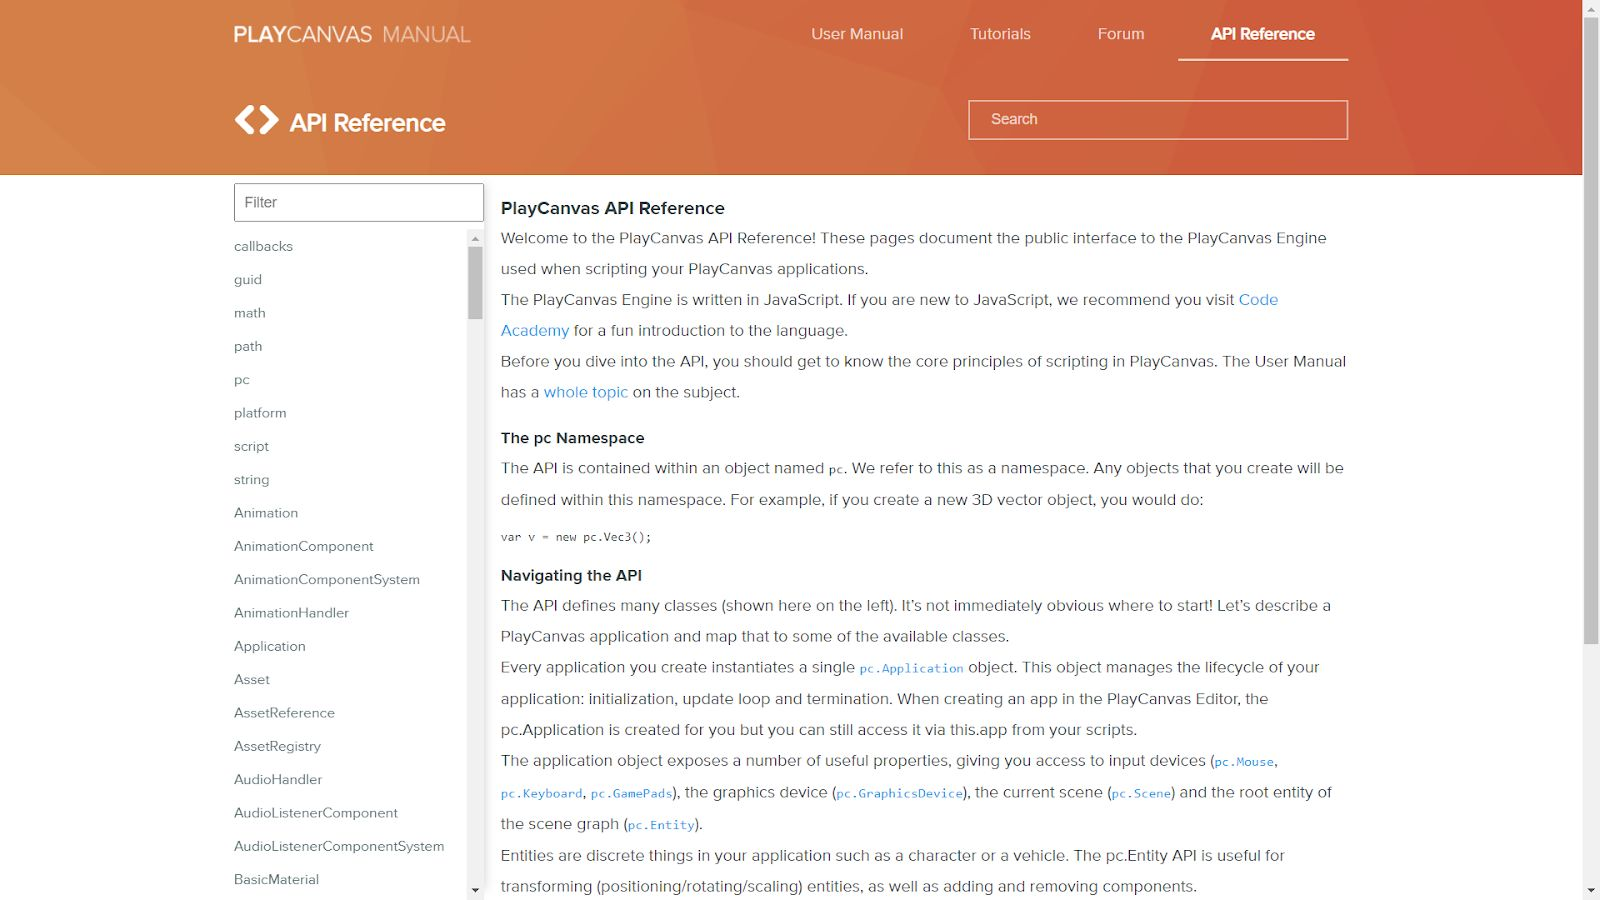 PLAYCANVAS MANUAL
User Manual
Tutorials
Forum
API Reference
API Reference
Search
Filter
callbacks
guid
math
path
pc
platform
script
string
Animation
AnimationComponent
AnimationComponentSystem
AnimationHandler
Application
Asset
AssetReference
AssetRegistry
AudioHandler
AudioListenerComponent
AudioListenerComponentSystem
BasicMaterial
PlayCanvas API Reference
Welcome to the PlayCanvas API Reference! These pages document the public interface to the PlayCanvas Engine
used when scripting your PlayCanvas applications.
The PlayCanvas Engine is written in JavaScript. If you are new to JavaScript, we recommend you visit Code
Academy for a fun introduction to the language.
Before you dive into the API, you should get to know the core principles of scripting in PlayCanvas. The User Manual
has a whole topic on the subject.
The pc Namespace
The API is contained within an object named pc. We refer to this as a namespace. Any objects that you create will be
defined within this namespace. For example, if you create a new 3D vector object, you would do:
var v = new pc.Vec3();
Navigating the API
The API defines many classes (shown here on the left). It's not immediately obvious where to start! Let's describe a
PlayCanvas application and map that to some of the available classes.
Every application you create instantiates a single pc.Application object. This object manages the lifecycle of your
application: initialization, update loop and termination. When creating an app in the PlayCanvas Editor, the
pc.Application is created for you but you can still access it via this.app from your scripts.
The application object exposes a number of useful properties, giving you access to input devices (pc.Mouse,
pc.Keyboard, pc.GamePads), the graphics device (pc.GraphicsDevice), the current scene (pc.Scene) and the root entity of
the scene graph (pc.Entity).
Entities are discrete things in your application such as a character or a vehicle. The pc.Entity API is useful for
transforming (positioning/rotating/scaling) entities, as well as adding and removing components.